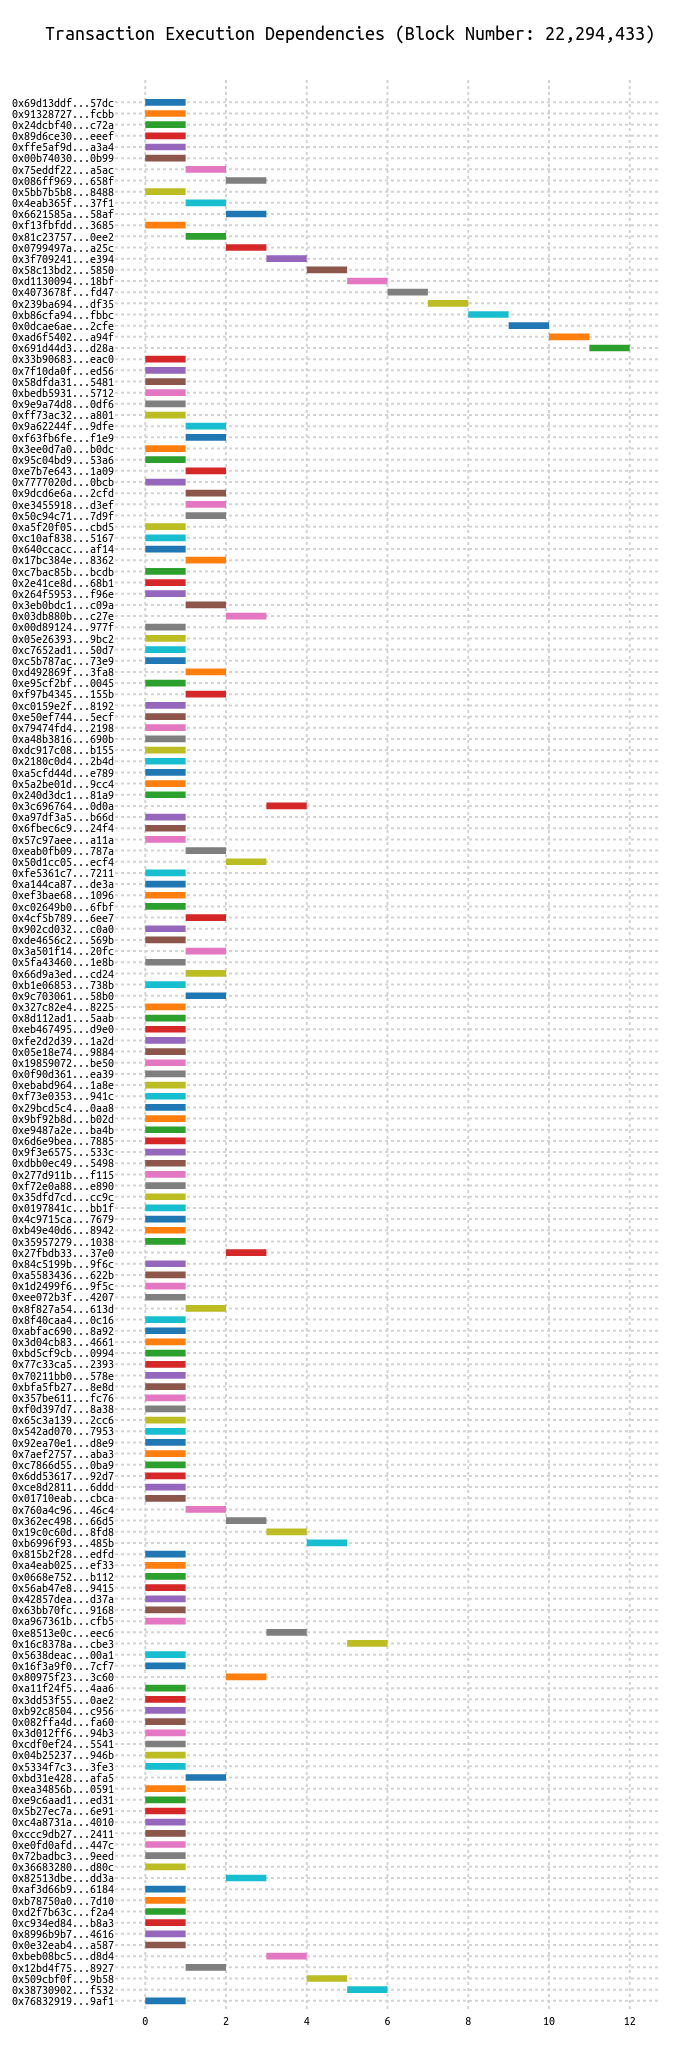 Transaction Execution Dependencies (Block Number: 22,294,433)
0x69d13ddf...57dc
0x91328727...fcbb
0x24dcbf40...c72a
0x89d6ce30...eeef
0xffe5af9d...a3a4
0x00b74030...0b99
0x75eddf22...a5ac
0x086ff969...658f
0x5bb7b5b8...8488
0x4eab365f...37f1
0x6621585a...58af
0xf13fbfdd...3685
0x81c23757...0ee2
0x0799497a...a25c
0x3f709241...e394
0x58c13bd2...5850
0xd1130094...18bf
0x4073678f...fd47
0x239ba694...df35
0xb86cfa94...fbbc
0x0dcae6ae...2cfe
0xad6f5402...a94f
0x691d44d3...d28a
0x33b90683...eac0
0x7f10da0f...ed56
0x58dfda31...5481
0xbedb5931...5712
0x9e9a74d8...0df6
0xff73ac32...a801
0x9a62244f...9dfe
0xf63fb6fe...f1e9
0x3ee0d7a0...b0dc
0x95c04bd9...53a6
0xe7b7e643...1a09
0x7777020d...0bcb
0x9dcd6e6a...2cfd
0xe3455918...d3ef
0x50c94c71...7d9f
0xa5f20f05...cbd5
0xc10af838...5167
0x640ccacc...af14
0x17bc384e...8362
0xc7bac85b...bcdb
0x2e41ce8d...68b1
0x264f5953...f96e
0x3eb0bdc1...c09a
0x03db880b...c27e
0x00d89124...977f
0x05e26393...9bc2
0xc7652ad1...50d7
0xc5b787ac...73e9
0xd492869f...3fa8
0xe95cf2bf...0045
0xf97b4345...155b
0xc0159e2f...8192
0xe50ef744...5ecf
0x79474fd4...2198
0xa48b3816...690b
0xdc917c08...b155
0x2180c0d4...2b4d
0xa5cfd44d...e789
0x5a2be01d...9cc4
0x240d3dc1...81a9
0x3c696764...0d0a
0xa97df3a5...b66d
0x6fbec6c9...24f4
0x57c97aee...a11a
0xeab0fb09...787a
0x50d1cc05...ecf4
0xfe5361c7...7211
0xa144ca87...de3a
0xef3bae68...1096
0xc02649b0...6fbf
0x4cf5b789...6ee7
0x902cd032...c0a0
0xde4656c2...569b
0x3a501f14...20fc
0x5fa43460...1e8b
0x66d9a3ed...cd24
0xb1e06853...738b
0x9c703061...58b0
0x327c82e4...8225
0x8d112ad1...5aab
0xeb467495...d9e0
0xfe2d2d39...1a2d
0x05e18e74...9884
0x19859072...be50
0x0f90d361...ea39
0xebabd964...1a8e
0xf73e0353...941c
0x29bcd5c4...0aa8
0x9bf92b8d...b02d
0xe9487a2e...ba4b
0x6d6e9bea...7885
0x9f3e6575...533c
0xdbb0ec49...5498
0x277d911b...f115
0xf72e0a88...e890
0x35dfd7cd...cc9c
0x0197841c...bb1f
0x4c9715ca...7679
0xb49e40d6...8942
0x35957279...1038
0x27fbdb33...37e0
0x84c5199b...9f6c
0xa5583436...622b
0x1d2499f6...9f5c
0xee072b3f...4207
0x8f827a54...613d
0x8f40caa4...0c16
0xabfac690...8a92
0x3d04cb83...4661
0xbd5cf9cb...0994
0x77c33ca5...2393
0x70211bb0...578e
0xbfa5fb27...8e8d
0x357be611...fc76
0xf0d397d7...8a38
0x65c3a139...2cc6
0x542ad070...7953
0x92ea70e1...d8e9
0x7aef2757...aba3
0xc7866d55...0ba9
0x6dd53617...92d7
0xce8d2811...6ddd
0x01710eab...cbca
0x760a4c96...46c4
0x362ec498...66d5
0x19c0c60d...8fd8
0xb6996f93...485b
0x815b2f28...edfd
0xa4eab025...ef33
0x0668e752...b112
0x56ab47e8...9415
0x42857dea...d37a
0x63bb70fc...9168
0xa967361b...cfb5
0xe8513e0c...eec6
0x16c8378a...cbe3
0x5638deac...00a1
0x16f3a9f0...7cf7
0x80975f23...3c60
0xa11f24f5...4aa6
0x3dd53f55...0ae2
0xb92c8504...c956
0x082ffa4d...fa60
0x3d012ff6...94b3
0xcdf0ef24...5541
0x04b25237...946b
0x5334f7c3...3fe3
0xbd31e428...afa5
0xea34856b...0591
0xe9c6aad1...ed31
0x5b27ec7a...6e91
0xc4a8731a...4010
0xccc9db27...2411
0xe0fd0afd...447c
0x72badbc3...9eed
0x36683280...d80c
0x82513dbe...dd3a
0xaf3d66b9...6184
0xb78750a0...7d10
0xd2f7b63c...f2a4
0xc934ed84...b8a3
0x8996b9b7...4616
0x0e32eab4...a587
0xbeb08bc5...d8d4
0x12bd4f75...8927
0x509cbf0f...9b58
0x38730902...f532
0x76832919...9af1
0 2 4 6 8 10 12